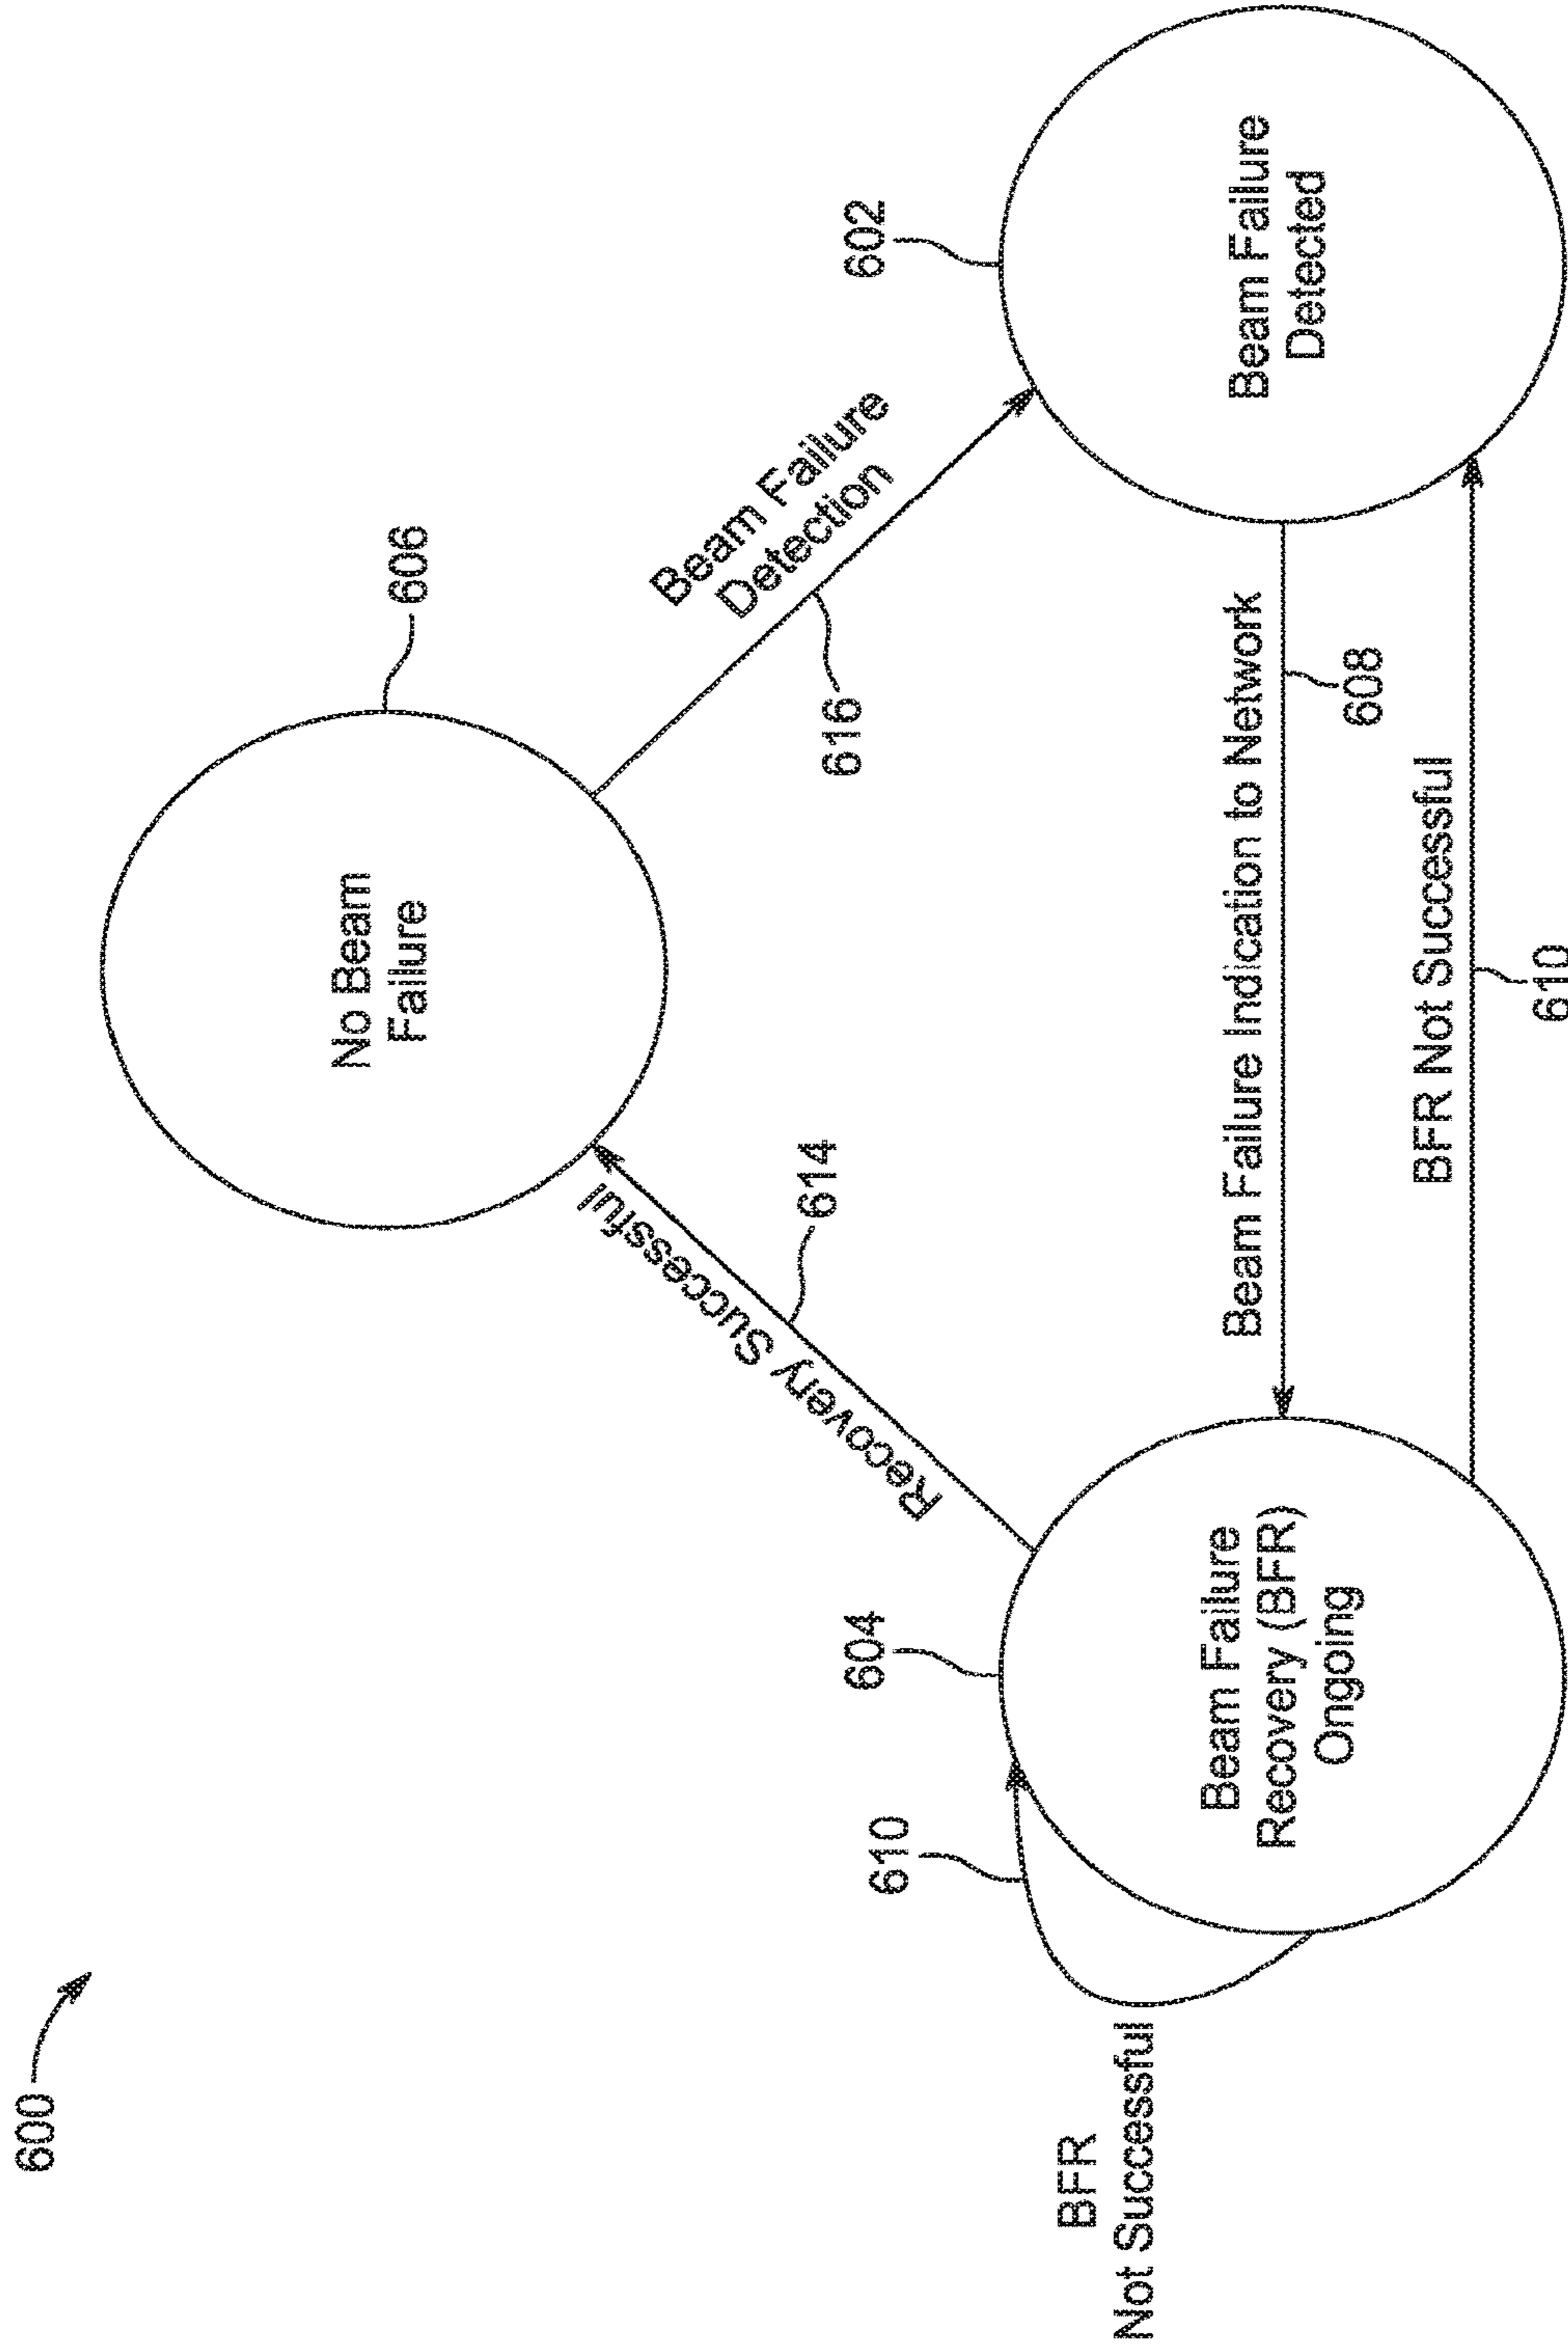 600
No Beam
Failure
606
Recovery Successful
614
Beam Failure
Detection
616
604
602
610
BFR
Not Successful
Beam Failure
Recovery (BFR)
Ongoing
Beam Failure Indication to Network
608
Beam Failure
Detected
BFR Not Successful
610